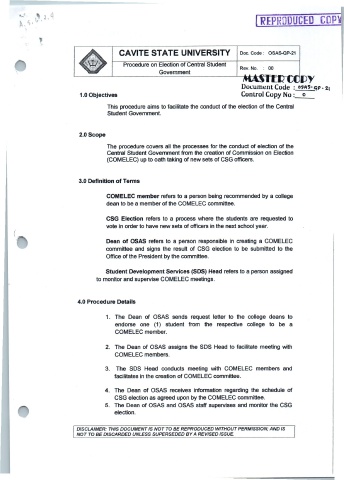 REPRODUCED COPY
CAVITE STATE UNIVERSITY
Procedure on Election of Central Student
Government
Doc. Code : OSAS-GP-21
Rev. No. : 00
MASTER COPY
Document Code : OSAS-GP-21
Control Copy No : 0
1.0 Objectives
This procedure aims to facilitate the conduct of the election of the Central
Student Government.
2.0 Scope
The procedure covers all the processes for the conduct of election of the
Central Student Government from the creation of Commission on Election
(COMELEC) up to oath taking of new sets of CSG officers.
3.0 Definition of Terms
COMELEC member refers to a person being recommended by a college
dean to be a member of the COMELEC committee.
CSG Election refers to a process where the students are requested to
vote in order to have new sets of officers in the next school year.
Dean of OSAS refers to a person responsible in creating a COMELEC
committee and signs the result of CSG election to be submitted to the
Office of the President by the committee.
Student Development Services (SDS) Head refers to a person assigned
to monitor and supervise COMELEC meetings.
4.0 Procedure Details
1. The Dean of OSAS sends request letter to the college deans to
endorse one (1) student from the respective college to be a
COMELEC member.
2. The Dean of OSAS assigns the SDS Head to facilitate meeting with
COMELEC members.
3. The SDS Head conducts meeting with COMELEC members and
facilitates in the creation of COMELEC committee.
4. The Dean of OSAS receives information regarding the schedule of
CSG election as agreed upon by the COMELEC committee.
5. The Dean of OSAS and OSAS staff supervises and monitor the CSG
election.
DISCLAIMER: THIS DOCUMENT IS NOT TO BE REPRODUCED WITHOUT PERMISSION, AND IS
NOT TO BE DISCARDED UNLESS SUPERSEDED BY A REVISED ISSUE.